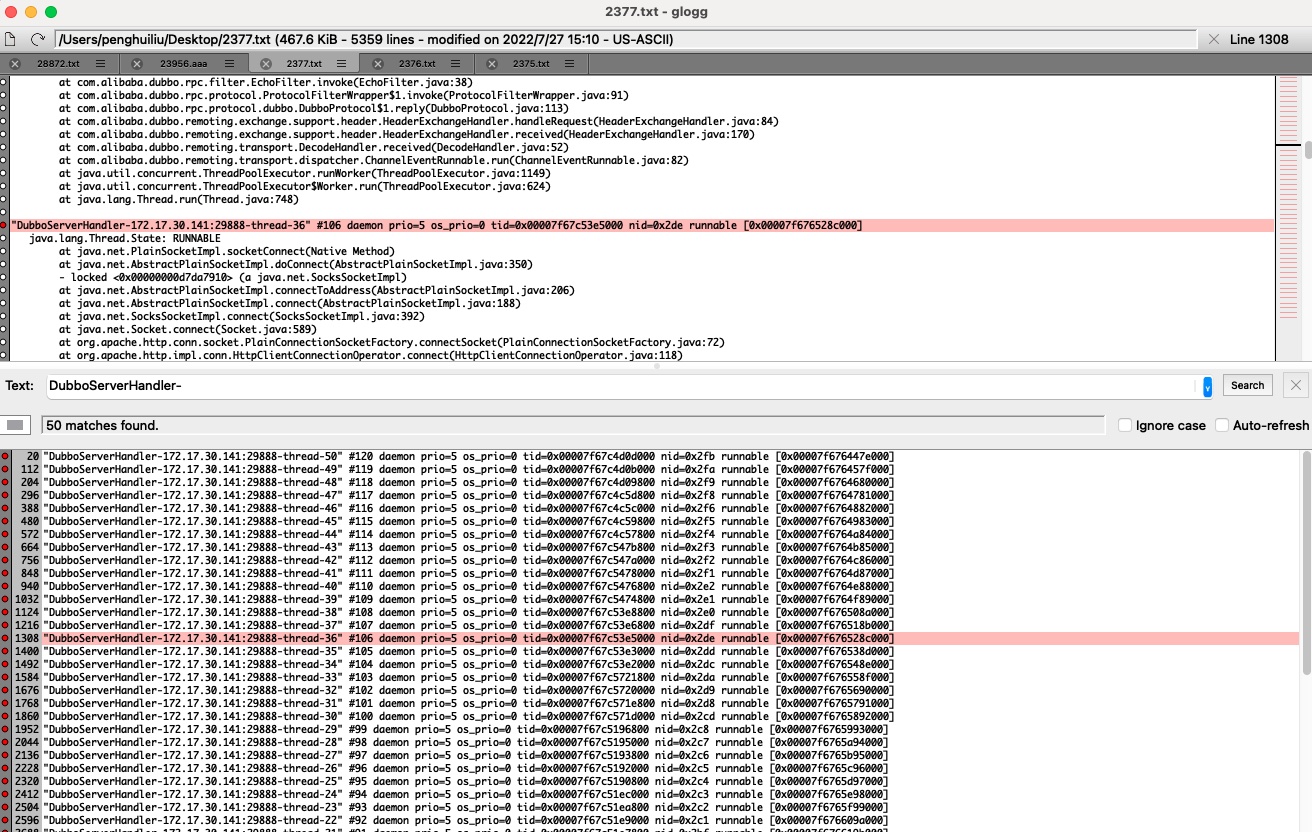 2377.txt - glogg
/Users/penghuiliu/Desktop/2377.txt (467.6 KiB - 5359 lines - modified on 2022/7/27 15:10 - US-ASCII)
Line 1308
28872.txt
23956.aaa
2377.txt
2376.txt
2375.txt
at com.alibaba.dubbo.rpc.filter.EchoFilter.invoke(EchoFilter.java:38)
at com.alibaba.dubbo.rpc.protocol.ProtocolFilterWrapper$1.invoke(ProtocolFilterWrapper.java:91)
at com.alibaba.dubbo.rpc.protocol.dubbo.DubboProtocol$1.reply(DubboProtocol.java:113)
at com.alibaba.dubbo.remoting.exchange.support.header.HeaderExchangeHandler.handleRequest(HeaderExchangeHandler.java:84)
at com.alibaba.dubbo.remoting.exchange.support.header.HeaderExchangeHandler.received(HeaderExchangeHandler.java:170)
at com.alibaba.dubbo.remoting.transport.DecodeHandler.received(DecodeHandler.java:52)
at com.alibaba.dubbo.remoting.transport.dispatcher.ChannelEventRunnable.run(ChannelEventRunnable.java:82)
at java.util.concurrent.ThreadPoolExecutor.runWorker(ThreadPoolExecutor.java:1149)
at java.util.concurrent.ThreadPoolExecutor$Worker.run(ThreadPoolExecutor.java:624)
at java.lang.Thread.run(Thread.java:748)
"DubboServerHandler-172.17.30.141:29888-thread-36" #106 daemon prio=5 os_prio=0 tid=0x00007f67c53e5000 nid=0x2de runnable [0x00007f676528c000]
java.lang.Thread.State: RUNNABLE
at java.net.PlainSocketImpl.socketConnect(Native Method)
at java.net.AbstractPlainSocketImpl.doConnect(AbstractPlainSocketImpl.java:350)
- locked <0x00000000d7da7910> (a java.net.SocksSocketImpl)
at java.net.AbstractPlainSocketImpl.connectToAddress(AbstractPlainSocketImpl.java:206)
at java.net.AbstractPlainSocketImpl.connect(AbstractPlainSocketImpl.java:188)
at java.net.SocksSocketImpl.connect(SocksSocketImpl.java:392)
at java.net.Socket.connect(Socket.java:589)
at org.apache.http.conn.socket.PlainConnectionSocketFactory.connectSocket(PlainConnectionSocketFactory.java:72)
at org.apache.http.impl.conn.HttpClientConnectionOperator.connect(HttpClientConnectionOperator.java:118)
Text: DubboServerHandler- Search
50 matches found. Ignore case Auto-refresh
20 "DubboServerHandler-172.17.30.141:29888-thread-50" #120 daemon prio=5 os_prio=0 tid=0x00007f67c4d0d000 nid=0x2fb runnable [0x00007f676447e000]
112 "DubboServerHandler-172.17.30.141:29888-thread-49" #119 daemon prio=5 os_prio=0 tid=0x00007f67c4d0b000 nid=0x2fa runnable [0x00007f676457f000]
204 "DubboServerHandler-172.17.30.141:29888-thread-48" #118 daemon prio=5 os_prio=0 tid=0x00007f67c4d09800 nid=0x2f9 runnable [0x00007f6764680000]
296 "DubboServerHandler-172.17.30.141:29888-thread-47" #117 daemon prio=5 os_prio=0 tid=0x00007f67c4c5d800 nid=0x2f8 runnable [0x00007f6764781000]
388 "DubboServerHandler-172.17.30.141:29888-thread-46" #116 daemon prio=5 os_prio=0 tid=0x00007f67c4c5c000 nid=0x2f6 runnable [0x00007f6764882000]
480 "DubboServerHandler-172.17.30.141:29888-thread-45" #115 daemon prio=5 os_prio=0 tid=0x00007f67c4c59800 nid=0x2f5 runnable [0x00007f6764983000]
572 "DubboServerHandler-172.17.30.141:29888-thread-44" #114 daemon prio=5 os_prio=0 tid=0x00007f67c4c57800 nid=0x2f4 runnable [0x00007f6764a84000]
664 "DubboServerHandler-172.17.30.141:29888-thread-43" #113 daemon prio=5 os_prio=0 tid=0x00007f67c547b800 nid=0x2f3 runnable [0x00007f6764b85000]
756 "DubboServerHandler-172.17.30.141:29888-thread-42" #112 daemon prio=5 os_prio=0 tid=0x00007f67c547a000 nid=0x2f2 runnable [0x00007f6764c86000]
848 "DubboServerHandler-172.17.30.141:29888-thread-41" #111 daemon prio=5 os_prio=0 tid=0x00007f67c5478000 nid=0x2f1 runnable [0x00007f6764d87000]
940 "DubboServerHandler-172.17.30.141:29888-thread-40" #110 daemon prio=5 os_prio=0 tid=0x00007f67c5476800 nid=0x2e2 runnable [0x00007f6764e88000]
1032 "DubboServerHandler-172.17.30.141:29888-thread-39" #109 daemon prio=5 os_prio=0 tid=0x00007f67c5474800 nid=0x2e1 runnable [0x00007f6764f89000]
1124 "DubboServerHandler-172.17.30.141:29888-thread-38" #108 daemon prio=5 os_prio=0 tid=0x00007f67c53e8800 nid=0x2e0 runnable [0x00007f676508a000]
1216 "DubboServerHandler-172.17.30.141:29888-thread-37" #107 daemon prio=5 os_prio=0 tid=0x00007f67c53e6800 nid=0x2df runnable [0x00007f676518b000]
1308 "DubboServerHandler-172.17.30.141:29888-thread-36" #106 daemon prio=5 os_prio=0 tid=0x00007f67c53e5000 nid=0x2de runnable [0x00007f676528c000]
1400 "DubboServerHandler-172.17.30.141:29888-thread-35" #105 daemon prio=5 os_prio=0 tid=0x00007f67c53e3000 nid=0x2dd runnable [0x00007f676538d000]
1492 "DubboServerHandler-172.17.30.141:29888-thread-34" #104 daemon prio=5 os_prio=0 tid=0x00007f67c53e2000 nid=0x2dc runnable [0x00007f676548e000]
1584 "DubboServerHandler-172.17.30.141:29888-thread-33" #103 daemon prio=5 os_prio=0 tid=0x00007f67c5721800 nid=0x2da runnable [0x00007f676558f000]
1676 "DubboServerHandler-172.17.30.141:29888-thread-32" #102 daemon prio=5 os_prio=0 tid=0x00007f67c5720000 nid=0x2d9 runnable [0x00007f6765690000]
1768 "DubboServerHandler-172.17.30.141:29888-thread-31" #101 daemon prio=5 os_prio=0 tid=0x00007f67c571e800 nid=0x2d8 runnable [0x00007f6765791000]
1860 "DubboServerHandler-172.17.30.141:29888-thread-30" #100 daemon prio=5 os_prio=0 tid=0x00007f67c571d000 nid=0x2cd runnable [0x00007f6765892000]
1952 "DubboServerHandler-172.17.30.141:29888-thread-29" #99 daemon prio=5 os_prio=0 tid=0x00007f67c5196800 nid=0x2c8 runnable [0x00007f6765993000]
2044 "DubboServerHandler-172.17.30.141:29888-thread-28" #98 daemon prio=5 os_prio=0 tid=0x00007f67c5195000 nid=0x2c7 runnable [0x00007f6765a94000]
2136 "DubboServerHandler-172.17.30.141:29888-thread-27" #97 daemon prio=5 os_prio=0 tid=0x00007f67c5193800 nid=0x2c6 runnable [0x00007f6765b95000]
2228 "DubboServerHandler-172.17.30.141:29888-thread-26" #96 daemon prio=5 os_prio=0 tid=0x00007f67c5192000 nid=0x2c5 runnable [0x00007f6765c96000]
2320 "DubboServerHandler-172.17.30.141:29888-thread-25" #95 daemon prio=5 os_prio=0 tid=0x00007f67c5190800 nid=0x2c4 runnable [0x00007f6765d97000]
2412 "DubboServerHandler-172.17.30.141:29888-thread-24" #94 daemon prio=5 os_prio=0 tid=0x00007f67c51ec000 nid=0x2c3 runnable [0x00007f6765e98000]
2504 "DubboServerHandler-172.17.30.141:29888-thread-23" #93 daemon prio=5 os_prio=0 tid=0x00007f67c51ea800 nid=0x2c2 runnable [0x00007f6765f99000]
2596 "DubboServerHandler-172.17.30.141:29888-thread-22" #92 daemon prio=5 os_prio=0 tid=0x00007f67c51e9000 nid=0x2c1 runnable [0x00007f676609a000]